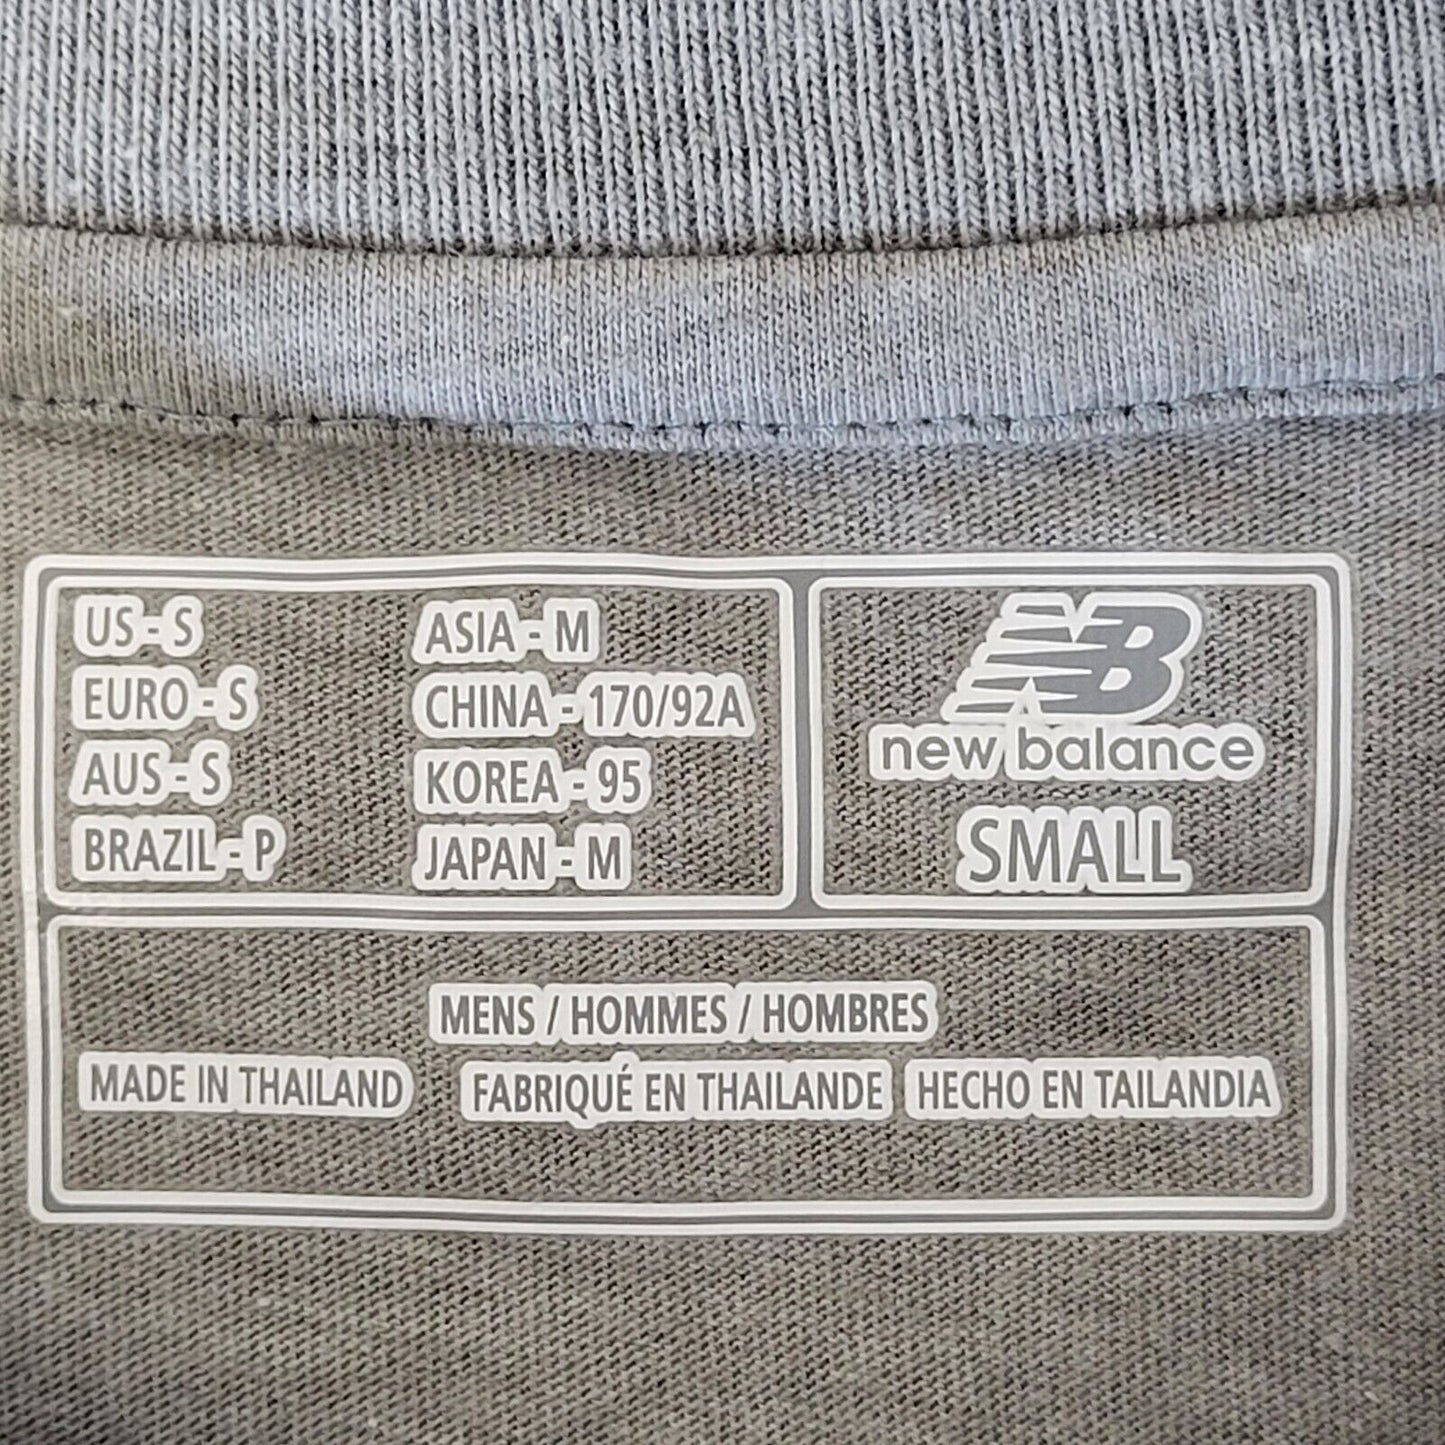 US - S
EURO - S
AUS - S
BRAZIL - P
ASIA - M
CHINA - 170/92A
KOREA - 95
JAPAN - M
NB
new balance
SMALL
MENS / HOMMES / HOMBRES
MADE IN THAILAND FABRIQUÉ EN THAILANDE HECHO EN TAILANDIA